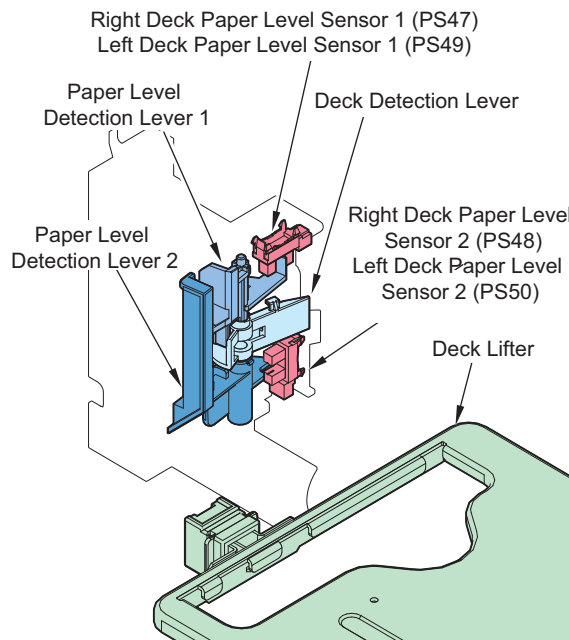 Right Deck Paper Level Sensor 1 (PS47)
Left Deck Paper Level Sensor 1 (PS49)
Paper Level
Detection Lever 1
Deck Detection Lever
Right Deck Paper Level
Sensor 2 (PS48)
Left Deck Paper Level
Sensor 2 (PS50)
Paper Level
Detection Lever 2
Deck Lifter